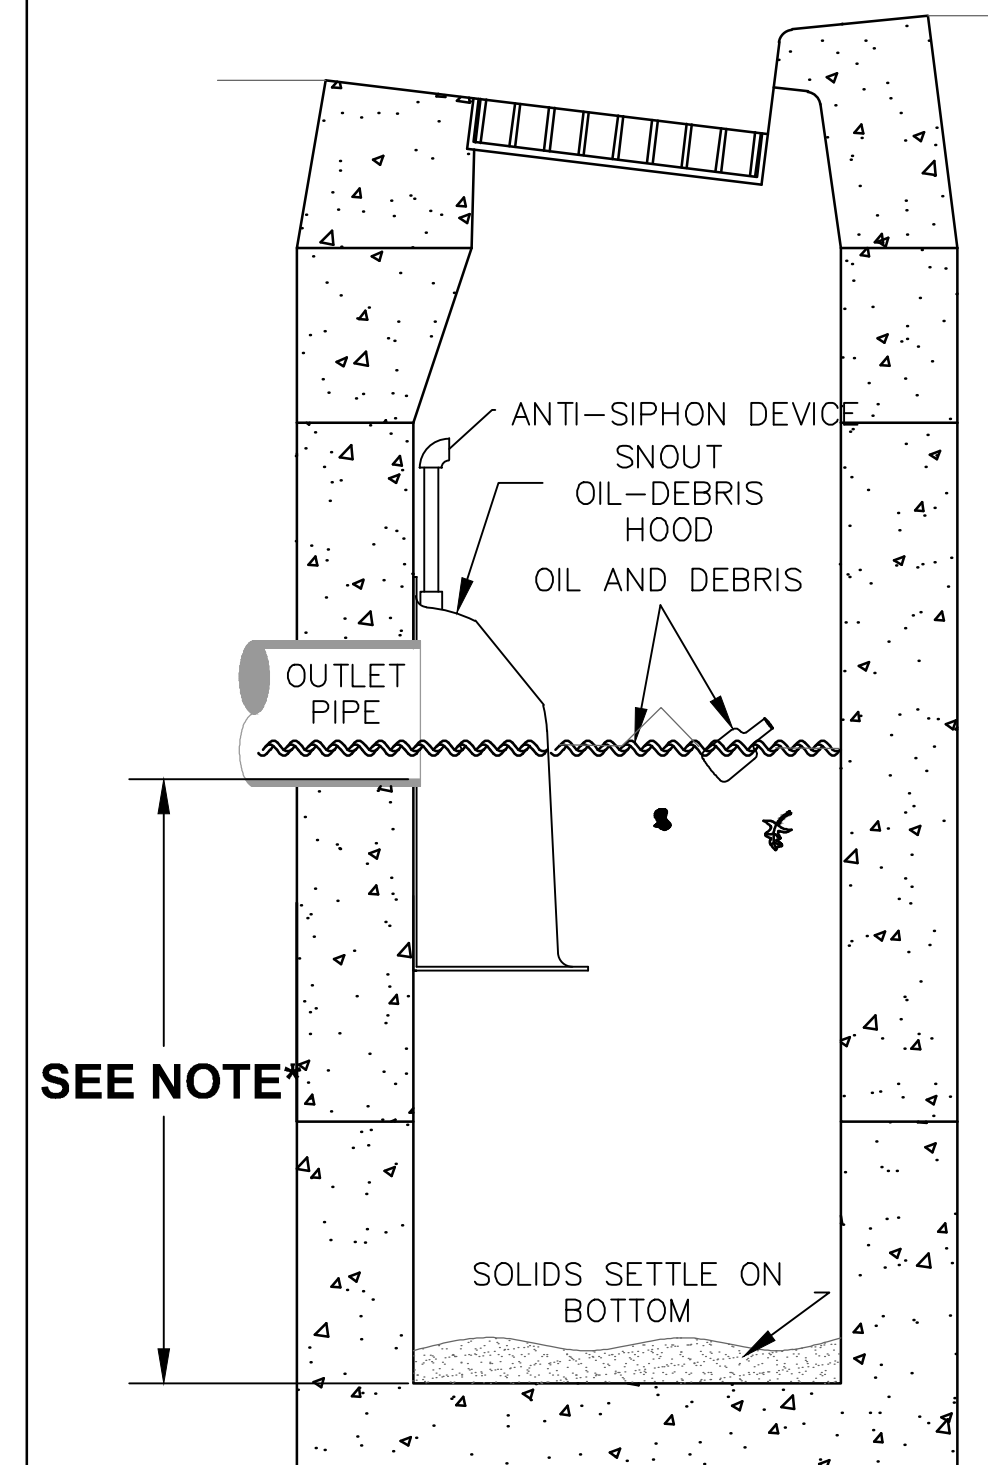 ANTI-SIPHON DEVICE
SNOUT
OIL-DEBRIS
HOOD
OIL AND DEBRIS
OUTLET
PIPE
SEE NOTE*
SOLIDS SETTLE ON
BOTTOM